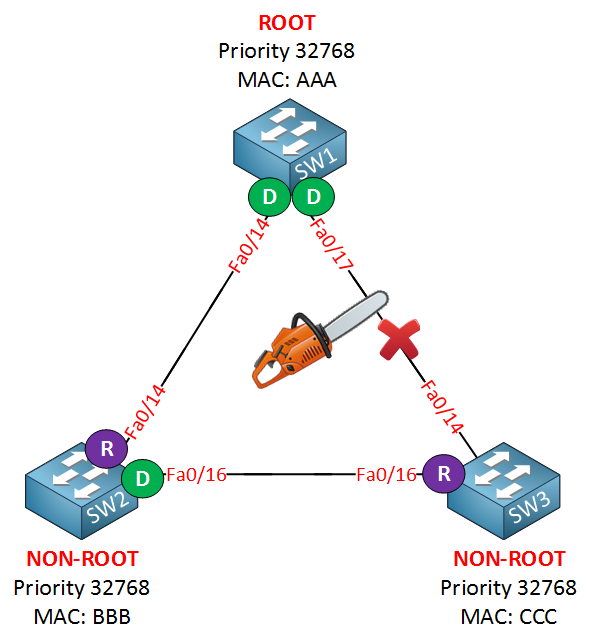 ROOT
Priority 32768
MAC: AAA
SW1
D
D
Fa0/14
Fa0/17
Fa0/14
Fa0/14
R
D
Fa0/16
Fa0/16
R
SW2
SW3
NON-ROOT
Priority 32768
MAC: BBB
NON-ROOT
Priority 32768
MAC: CCC